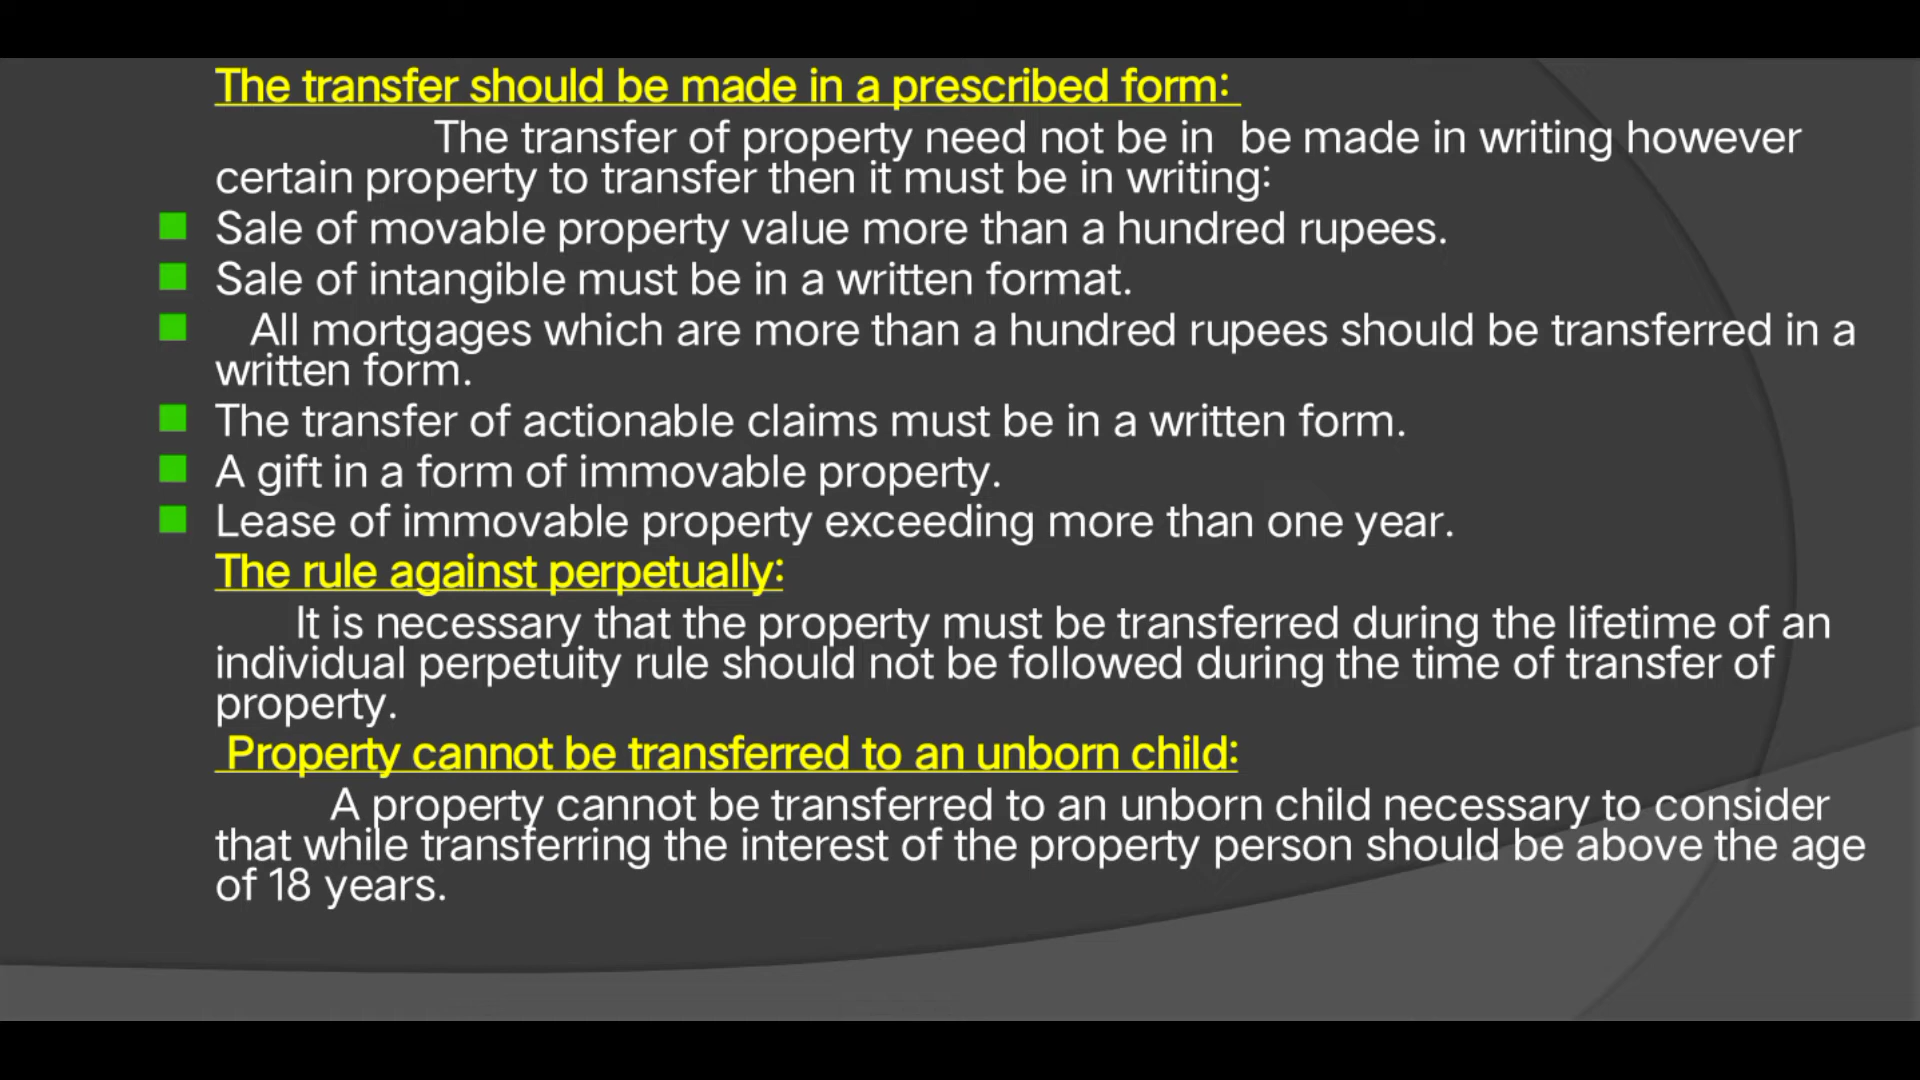 The transfer should be made in a prescribed form:
The transfer of property need not be in be made in writing however
certain property to transfer then it must be in writing:
Sale of movable property value more than a hundred rupees.
Sale of intangible must be in a written format.
All mortgages which are more than a hundred rupees should be transferred in a
written form.
The transfer of actionable claims must be in a written form.
A gift in a form of immovable property.
Lease of immovable property exceeding more than one year.
The rule against perpetually:
It is necessary that the property must be transferred during the lifetime of an
individual perpetuity rule should not be followed during the time of transfer of
property.
Property cannot be transferred to an unborn child:
A property cannot be transferred to an unborn child necessary to consider
that while transferring the interest of the property person should be above the age
of 18 years.